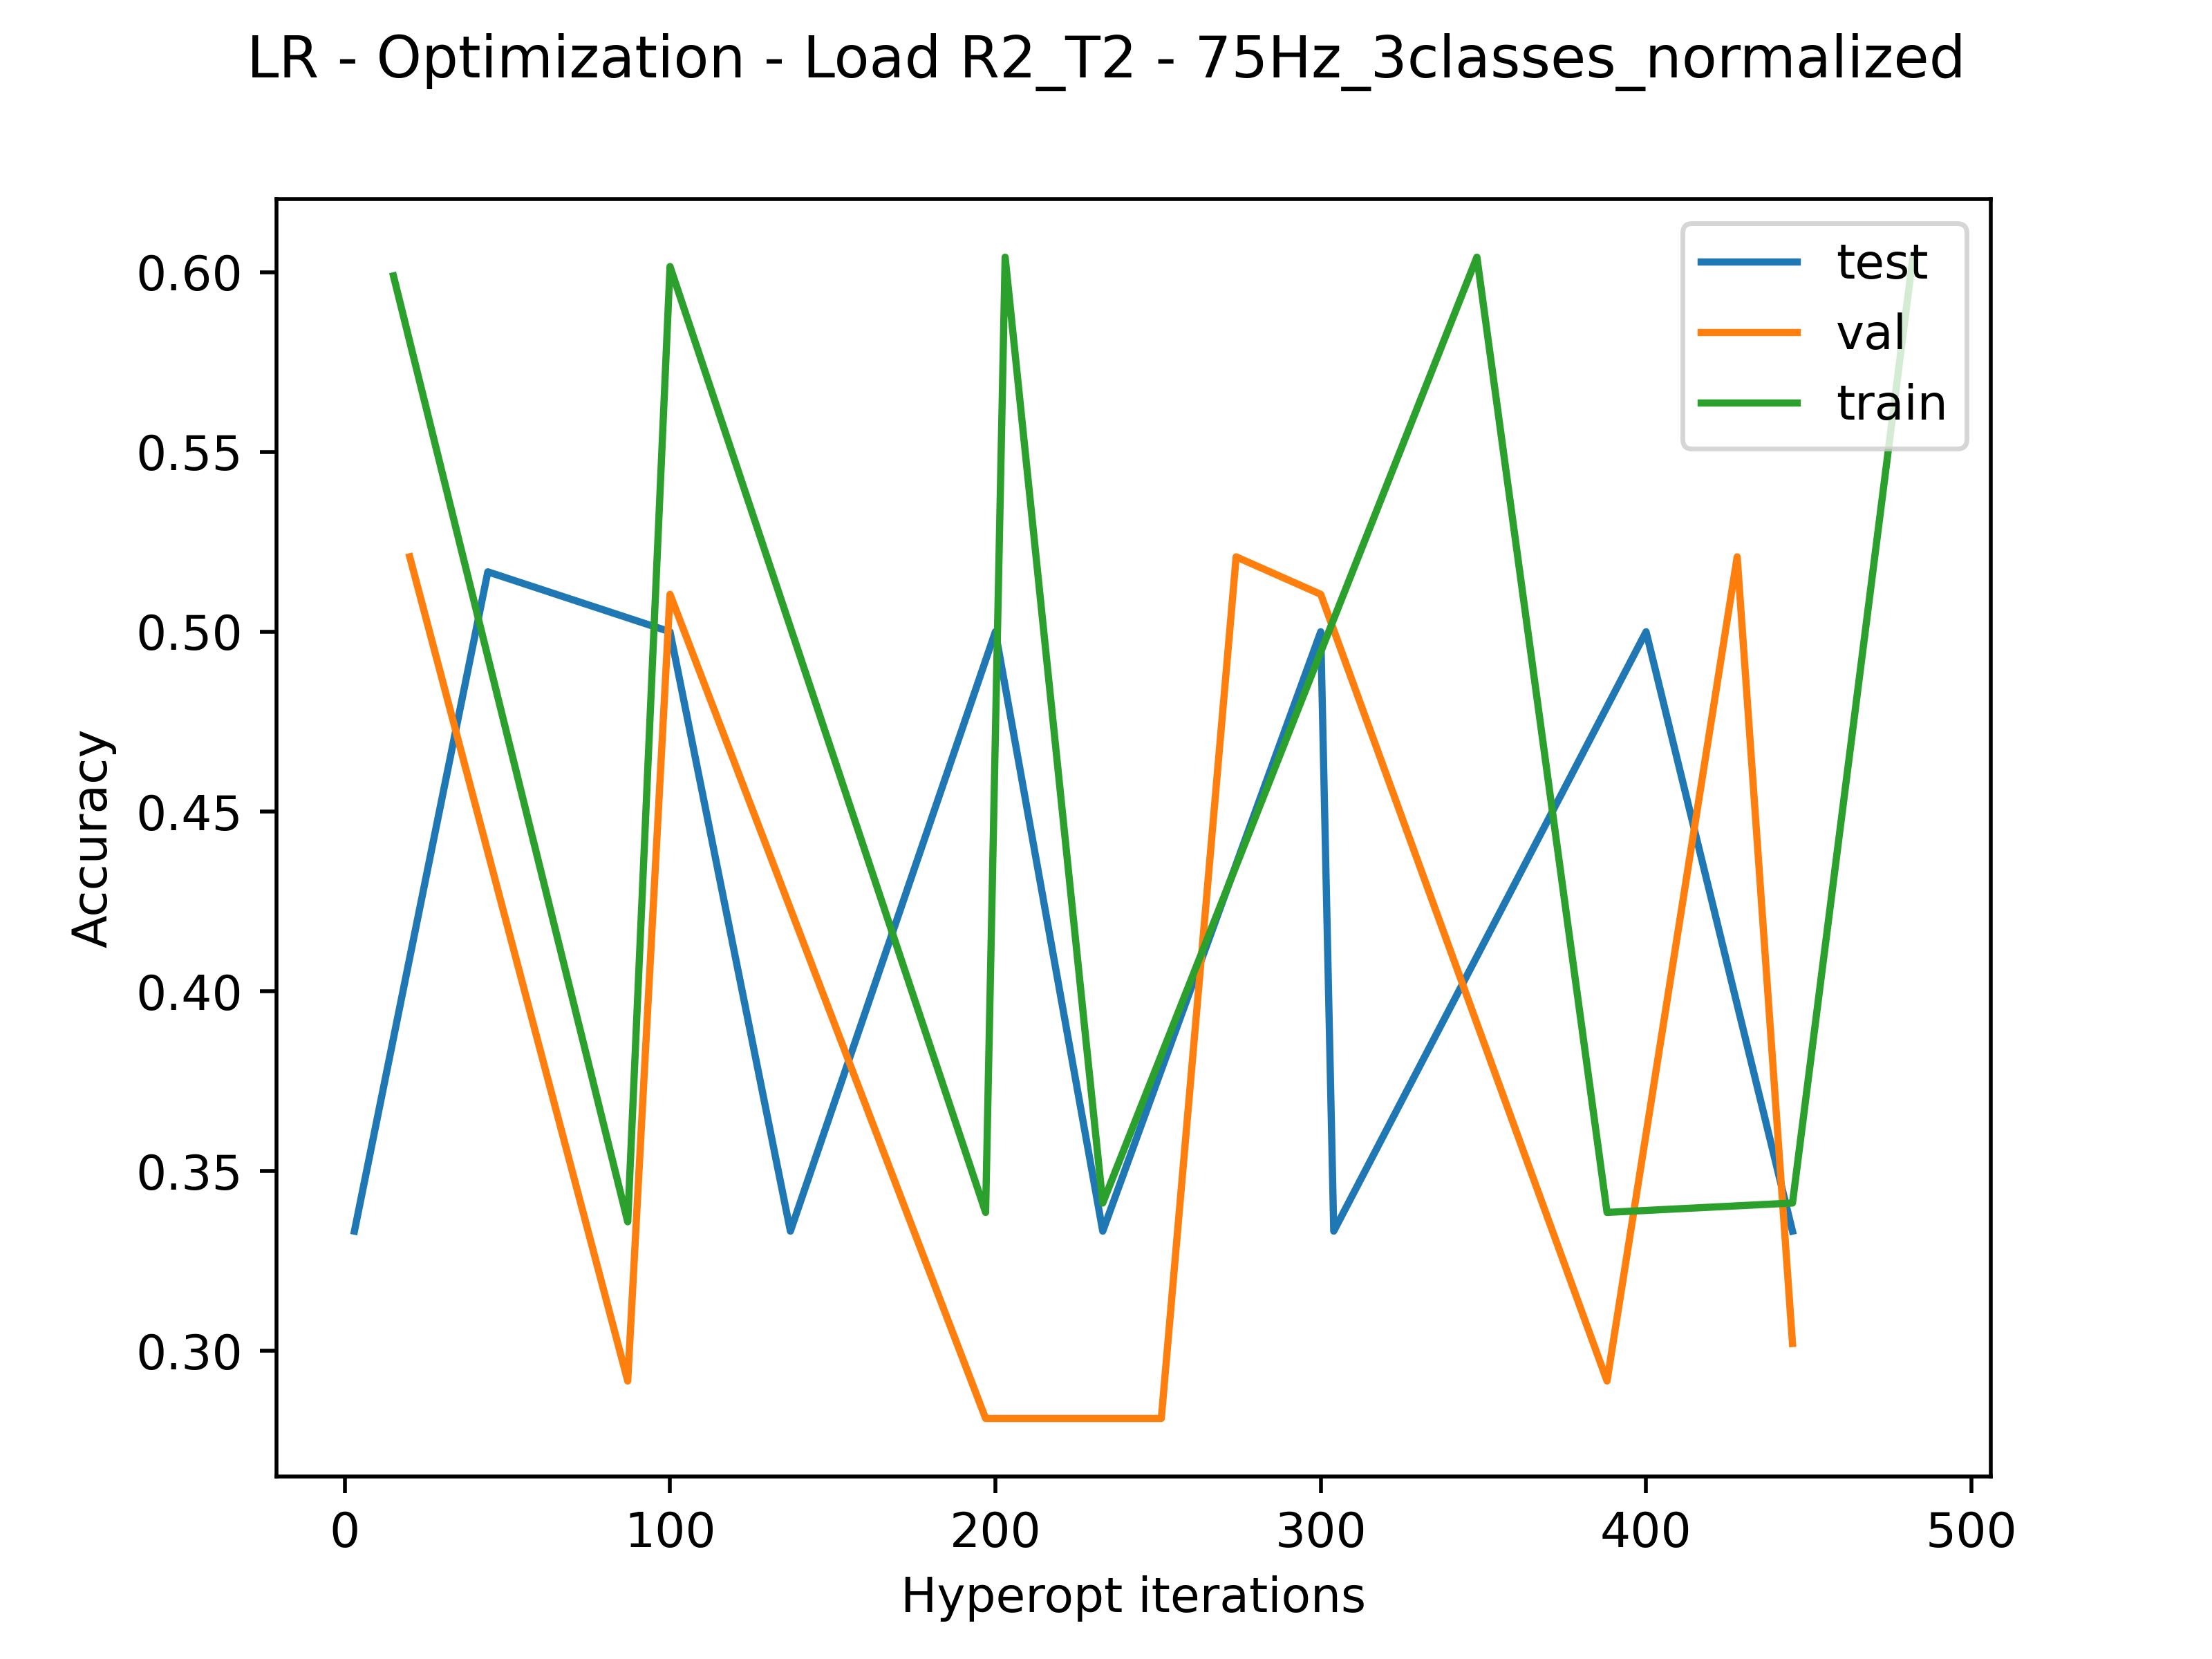 LR - Optimization - Load R2_T2 - 75Hz_3classes_normalized
test
val
train
0.60
0.55
0.50
0.45
0.40
0.35
0.30
Accuracy
0 100 200 300 400 500
Hyperopt iterations